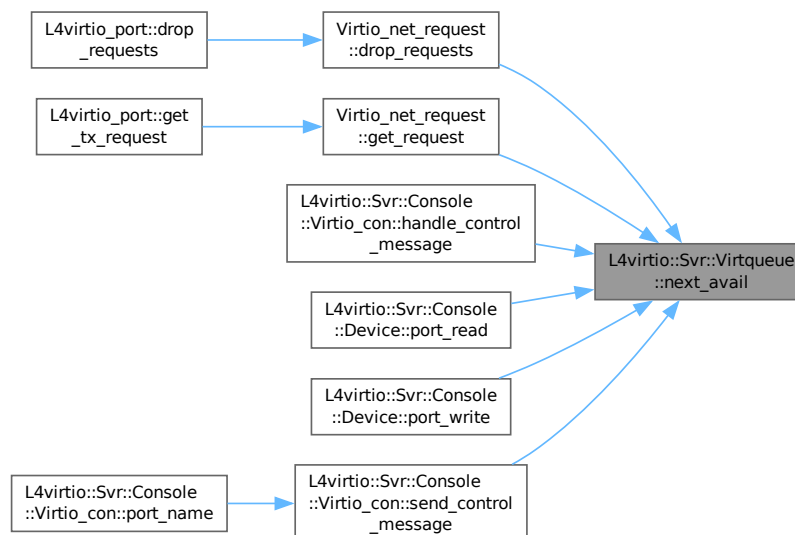 L4virtio_port::drop
_requests
Virtio_net_request
::drop_requests
L4virtio_port::get
_tx_request
Virtio_net_request
::get_request
L4virtio::Svr::Console
::Virtio_con::handle_control
_message
L4virtio::Svr::Virtqueue
::next_avail
L4virtio::Svr::Console
::Device::port_read
L4virtio::Svr::Console
::Device::port_write
L4virtio::Svr::Console
::Virtio_con::port_name
L4virtio::Svr::Console
::Virtio_con::send_control
_message